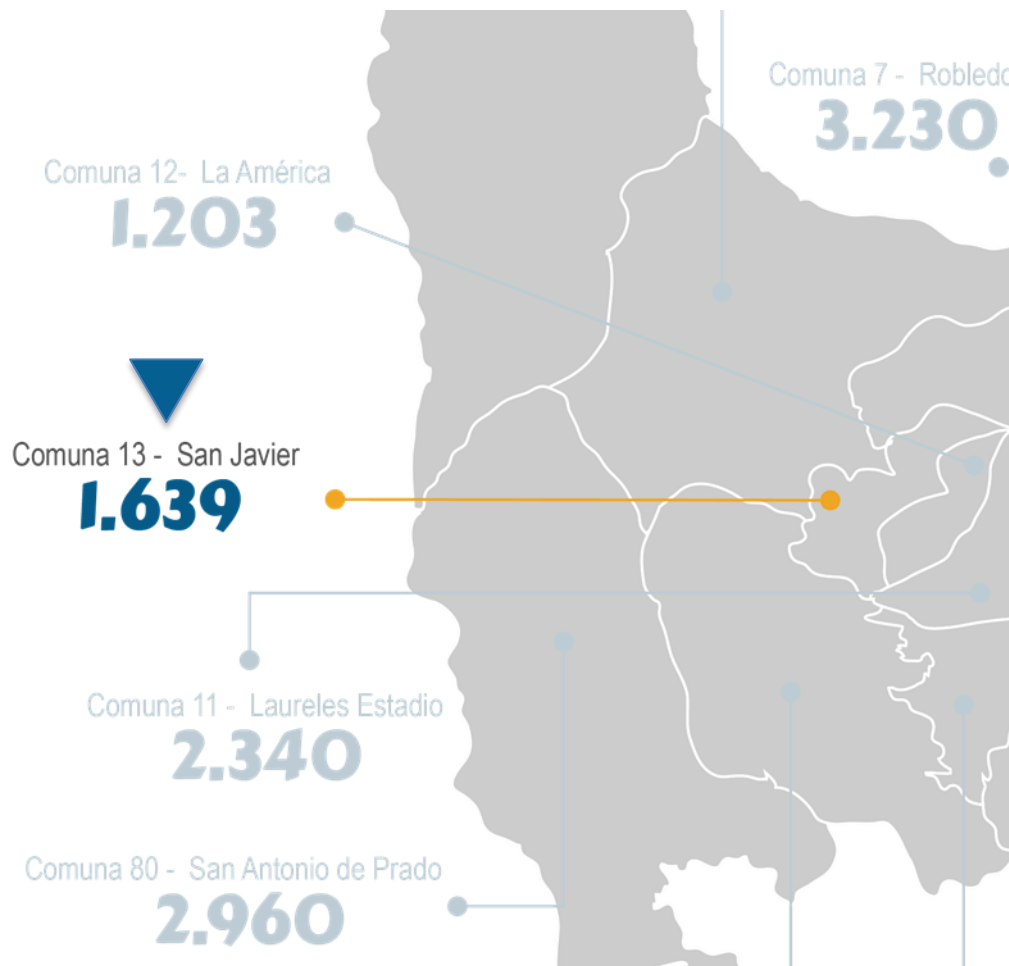 Comuna 7 - Robledo
3.230
Comuna 12- La América
1.203
Comuna 13 - San Javier
1.639
Comuna 11 - Laureles Estadio
2.340
Comuna 80 - San Antonio de Prado
2.960